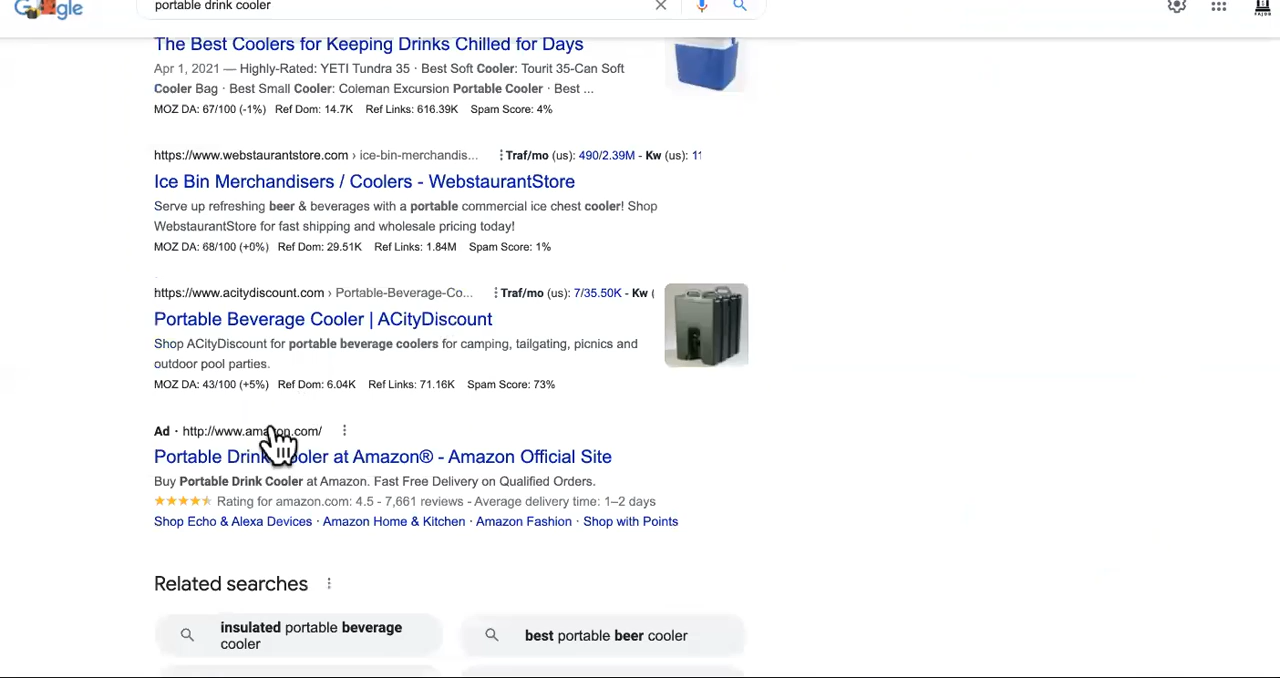 Google
portable drink cooler
The Best Coolers for Keeping Drinks Chilled for Days
Apr 1, 2021 — Highly-Rated: YETI Tundra 35 · Best Soft Cooler: Tourit 35-Can Soft
Cooler Bag · Best Small Cooler: Coleman Excursion Portable Cooler · Best ...
MOZ DA: 67/100 (-1%) Ref Dom: 14.7K Ref Links: 616.39K Spam Score: 4%
https://www.webstaurantstore.com › ice-bin-merchandis... Traf/mo (us): 490/2.39M - Kw (us): 11
Ice Bin Merchandisers / Coolers - WebstaurantStore
Serve up refreshing beer & beverages with a portable commercial ice chest cooler! Shop
WebstaurantStore for fast shipping and wholesale pricing today!
MOZ DA: 68/100 (+0%) Ref Dom: 29.51K Ref Links: 1.84M Spam Score: 1%
https://www.acitydiscount.com › Portable-Beverage-Co... Traf/mo (us): 7/35.50K - Kw (
Portable Beverage Cooler | ACityDiscount
Shop ACityDiscount for portable beverage coolers for camping, tailgating, picnics and
outdoor pool parties.
MOZ DA: 43/100 (+5%) Ref Dom: 6.04K Ref Links: 71.16K Spam Score: 73%
Ad · http://www.amazon.com/
Portable Drink Cooler at Amazon® - Amazon Official Site
Buy Portable Drink Cooler at Amazon. Fast Free Delivery on Qualified Orders.
Rating for amazon.com: 4.5 - 7,661 reviews - Average delivery time: 1–2 days
Shop Echo & Alexa Devices · Amazon Home & Kitchen · Amazon Fashion · Shop with Points
Related searches
insulated portable beverage
cooler
best portable beer cooler